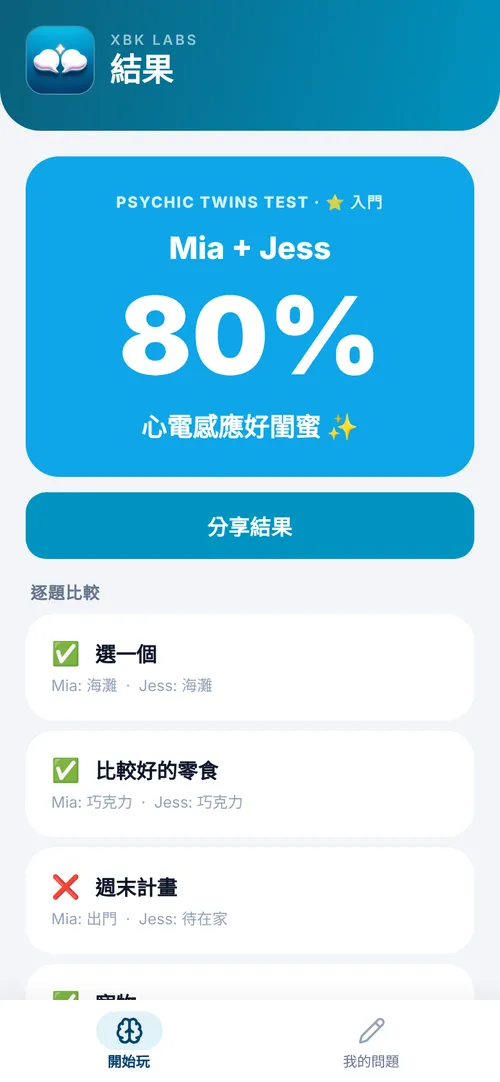 XBK LABS
結果
PSYCHIC TWINS TEST · ⭐ 入門
Mia + Jess
80%
心電感應好閨蜜 ✨
分享結果
逐題比較
✅ 選一個
Mia: 海灘 · Jess: 海灘
✅ 比較好的零食
Mia: 巧克力 · Jess: 巧克力
❌ 週末計畫
Mia: 出門 · Jess: 待在家
開始玩
我的問題